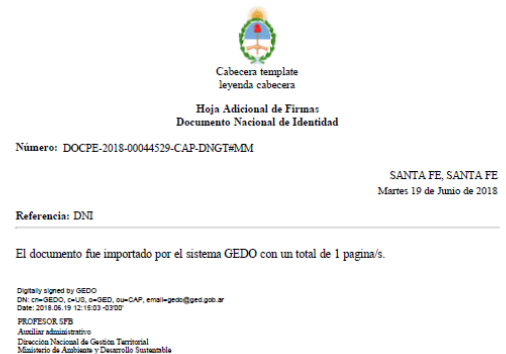 Cabecera template
leyenda cabecera
Hoja Adicional de Firmas
Documento Nacional de Identidad
Número: DOCPE-2018-00044529-CAP-DNGT#MM
SANTA FE, SANTA FE
Martes 19 de Junio de 2018
Referencia: DNI
El documento fue importado por el sistema GEDO con un total de 1 pagina/s.
Digitally signed by GEDO
DN: cn=GEDO, c=US, o=GED, ou=CAP, email=gedo@ged.gob.ar
Date: 2018.06.19 12:15:03 -03'00'
PROFESOR SFB
Auxiliar administrativo
Dirección Nacional de Gestión Territorial
Ministerio de Ambiente y Desarrollo Sustentable